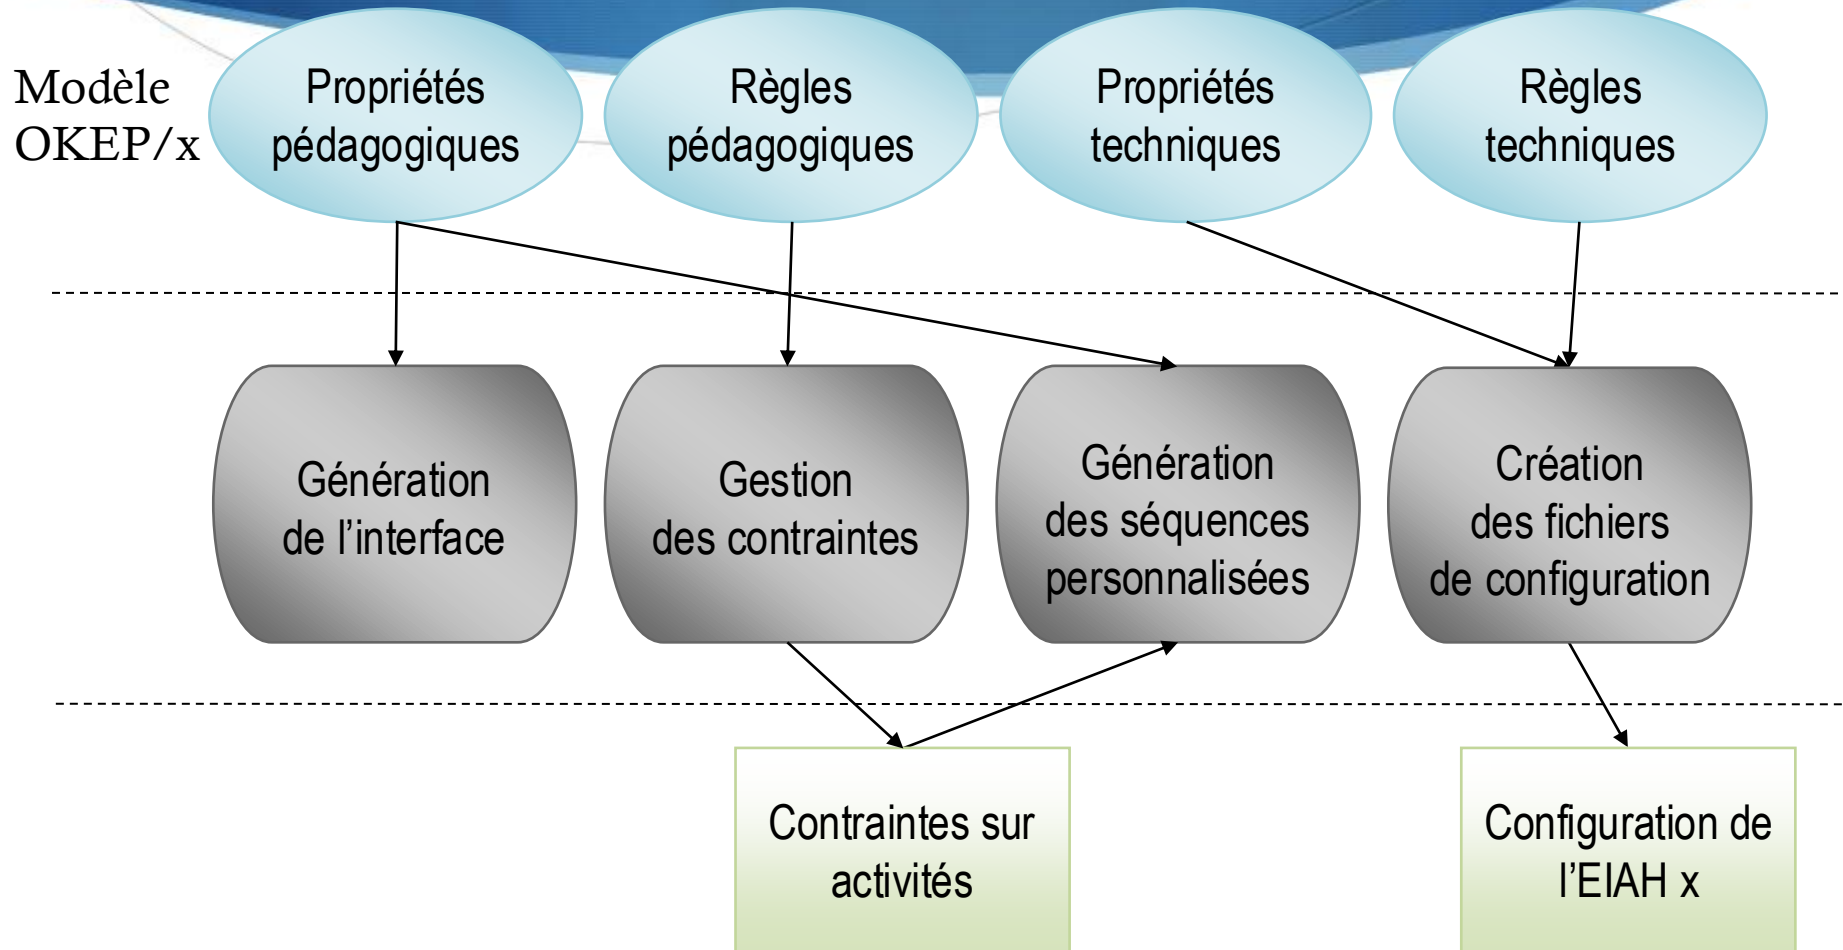 Modèle
OKEP/x
Propriétés
pédagogiques
Règles
pédagogiques
Propriétés
techniques
Règles
techniques
Génération
de l’interface
Gestion
des contraintes
Génération
des séquences
personnalisées
Création
des fichiers
de configuration
Contraintes sur
activités
Configuration de
l’EIAH x